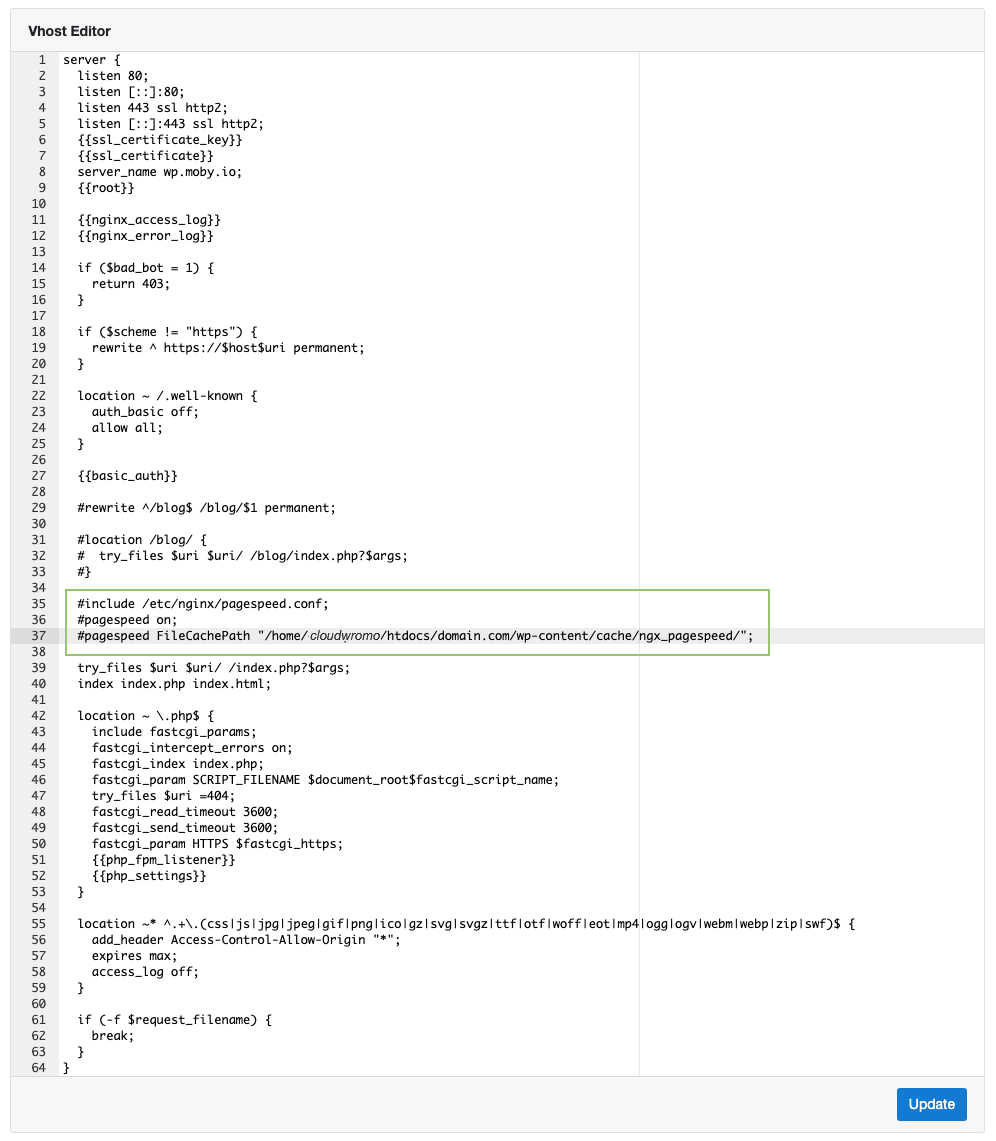 Vhost Editor
1 server {
2   listen 80;
3   listen [::]:80;
4   listen 443 ssl http2;
5   listen [::]:443 ssl http2;
6   {{ssl_certificate_key}}
7   {{ssl_certificate}}
8   server_name wp.moby.io;
9   {{root}}
10
11   {{nginx_access_log}}
12   {{nginx_error_log}}
13
14   if ($bad_bot = 1) {
15     return 403;
16   }
17
18   if ($scheme != "https") {
19     rewrite ^ https://$host$uri permanent;
20   }
21
22   location ~ /.well-known {
23     auth_basic off;
24     allow all;
25   }
26
27   {{basic_auth}}
28
29   #rewrite ^/blog$ /blog/$1 permanent;
30
31   #location /blog/ {
32   #  try_files $uri $uri/ /blog/index.php?$args;
33   #}
34
35   #include /etc/nginx/pagespeed.conf;
36   #pagespeed on;
37   #pagespeed FileCachePath "/home/cloudwromo/htdocs/domain.com/wp-content/cache/ngx_pagespeed/";
38
39   try_files $uri $uri/ /index.php?$args;
40   index index.php index.html;
41
42   location ~ \.php$ {
43     include fastcgi_params;
44     fastcgi_intercept_errors on;
45     fastcgi_index index.php;
46     fastcgi_param SCRIPT_FILENAME $document_root$fastcgi_script_name;
47     try_files $uri =404;
48     fastcgi_read_timeout 3600;
49     fastcgi_send_timeout 3600;
50     fastcgi_param HTTPS $fastcgi_https;
51     {{php_fpm_listener}}
52     {{php_settings}}
53   }
54
55   location ~* ^.+\.(css|js|jpg|jpeg|gif|png|ico|gz|svg|svgz|ttf|otf|woff|eot|mp4|ogg|ogv|webm|webp|zip|swf)$ {
56     add_header Access-Control-Allow-Origin "*";
57     expires max;
58     access_log off;
59   }
60
61   if (-f $request_filename) {
62     break;
63   }
64 }
Update